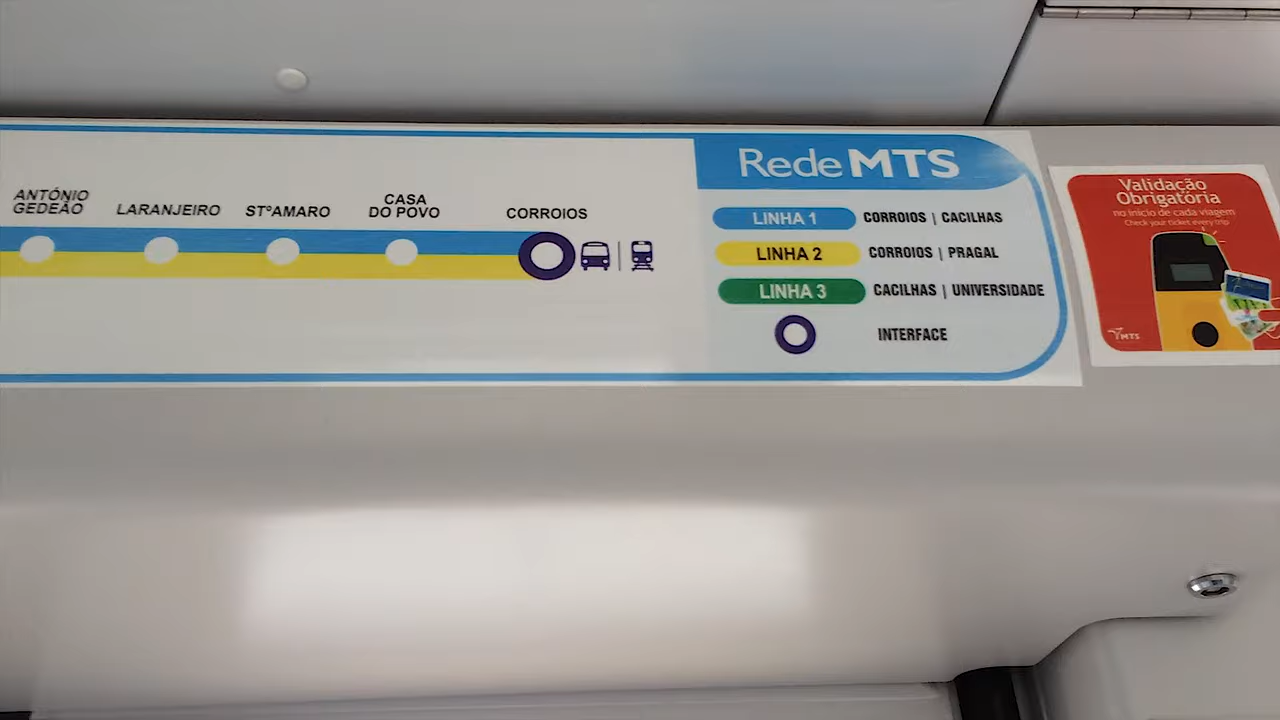 ANTÓNIO
GEDEÃO
LARANJEIRO
STºAMARO
CASA
DO POVO
CORROIOS
Rede MTS
LINHA 1 CORROIOS | CACILHAS
LINHA 2 CORROIOS | PRAGAL
LINHA 3 CACILHAS | UNIVERSIDADE
INTERFACE
Validação
Obrigatória
no início de cada viagem
Check your ticket every trip
MTS
VIVA